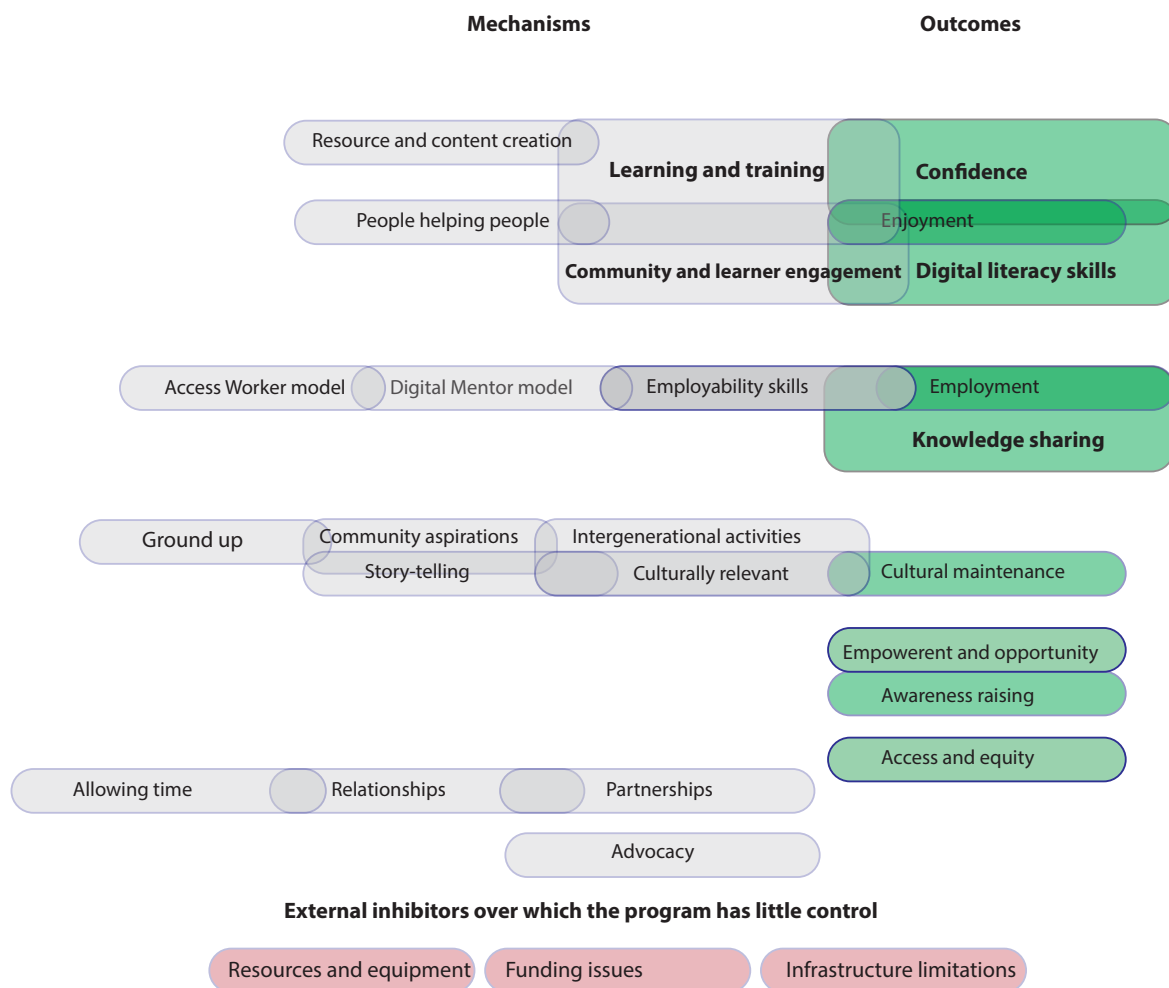 Mechanisms Outcomes
Resource and content creation
Learning and training Confidence
People helping people Enjoyment
Community and learner engagement Digital literacy skills
Access Worker model Digital Mentor model Employability skills Employment
Knowledge sharing
Ground up Community aspirations Intergenerational activities
Story-telling Culturally relevant Cultural maintenance
Empowerent and opportunity
Awareness raising
Access and equity
Allowing time Relationships Partnerships
Advocacy
External inhibitors over which the program has little control
Resources and equipment Funding issues Infrastructure limitations